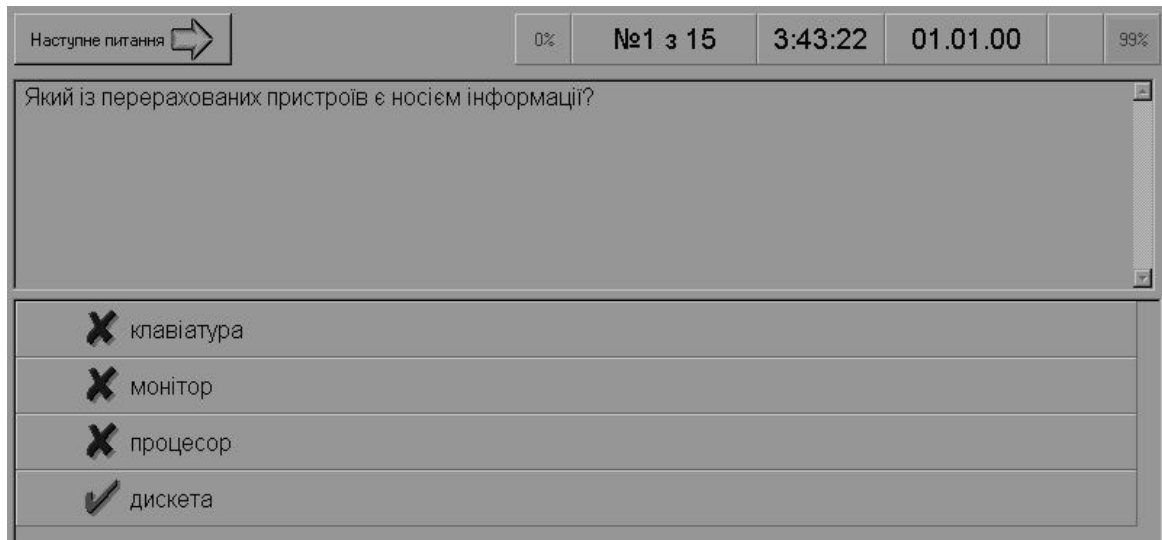 Наступне питання
0%
№1 з 15
3:43:22
01.01.00
99%
Який із перерахованих пристроїв є носієм інформації?
клавіатура
монітор
процесор
дискета